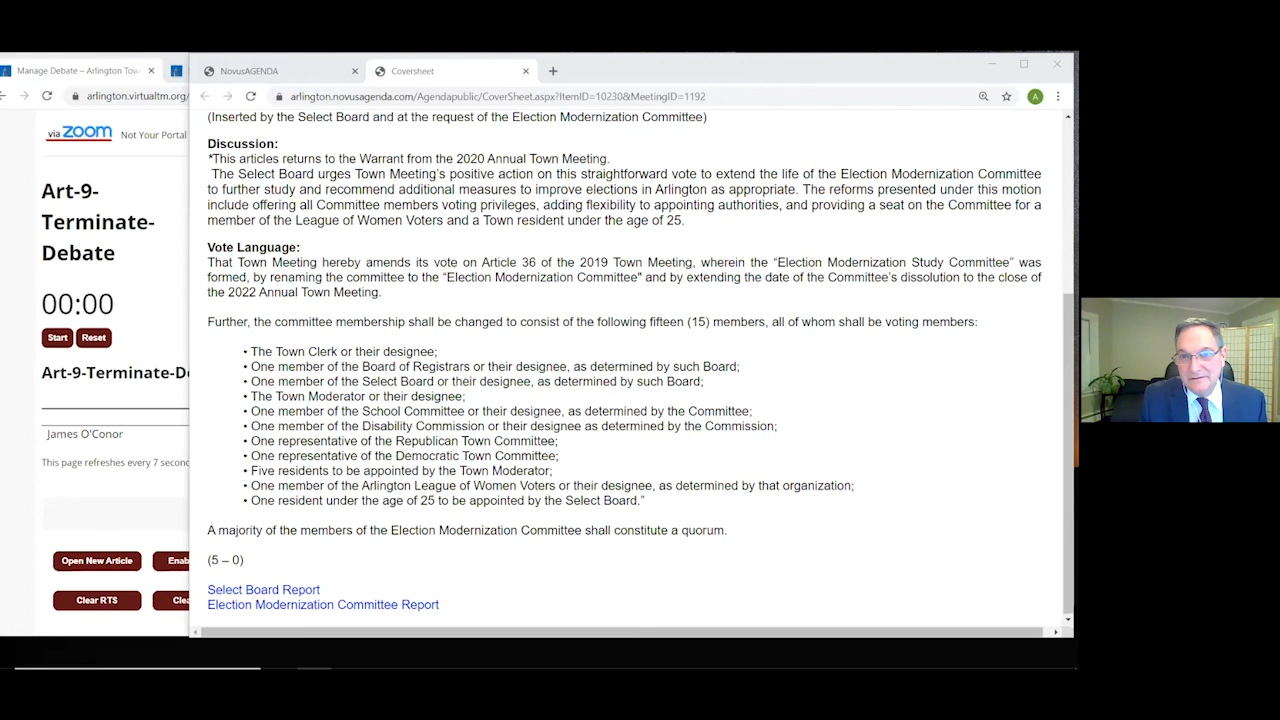 Manage Debate – Arlington Tow
NovusAGENDA
Coversheet
arlington.virtualtm.org/
arlington.novusagenda.com/Agendapublic/CoverSheet.aspx?ItemID=10230&MeetingID=1192
A
via zoom Not Your Portal
Art-9-
Terminate-
Debate
00:00
Start Reset
Art-9-Terminate-De
James O'Conor
This page refreshes every 7 second
Open New Article Enab
Clear RTS Clea
(Inserted by the Select Board and at the request of the Election Modernization Committee)
Discussion:
*This articles returns to the Warrant from the 2020 Annual Town Meeting.
The Select Board urges Town Meeting's positive action on this straightforward vote to extend the life of the Election Modernization Committee
to further study and recommend additional measures to improve elections in Arlington as appropriate. The reforms presented under this motion
include offering all Committee members voting privileges, adding flexibility to appointing authorities, and providing a seat on the Committee for a
member of the League of Women Voters and a Town resident under the age of 25.
Vote Language:
That Town Meeting hereby amends its vote on Article 36 of the 2019 Town Meeting, wherein the “Election Modernization Study Committee” was
formed, by renaming the committee to the “Election Modernization Committee" and by extending the date of the Committee's dissolution to the close of
the 2022 Annual Town Meeting.
Further, the committee membership shall be changed to consist of the following fifteen (15) members, all of whom shall be voting members:
• The Town Clerk or their designee;
• One member of the Board of Registrars or their designee, as determined by such Board;
• One member of the Select Board or their designee, as determined by such Board;
• The Town Moderator or their designee;
• One member of the School Committee or their designee, as determined by the Committee;
• One member of the Disability Commission or their designee as determined by the Commission;
• One representative of the Republican Town Committee;
• One representative of the Democratic Town Committee;
• Five residents to be appointed by the Town Moderator;
• One member of the Arlington League of Women Voters or their designee, as determined by that organization;
• One resident under the age of 25 to be appointed by the Select Board.”
A majority of the members of the Election Modernization Committee shall constitute a quorum.
(5 – 0)
Select Board Report
Election Modernization Committee Report